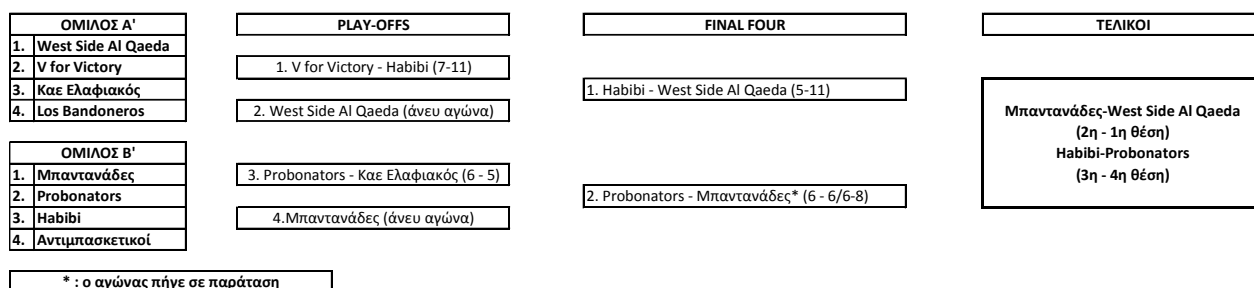 ΟΜΙΛΟΣ Α'
1. West Side Al Qaeda
2. V for Victory
3. Καε Ελαφιακός
4. Los Bandoneros
ΟΜΙΛΟΣ Β'
1. Μπαντανάδες
2. Probonators
3. Habibi
4. Αντιμπασκετικοί
* : ο αγώνας πήγε σε παράταση
PLAY-OFFS
1. V for Victory - Habibi (7-11)
2. West Side Al Qaeda (άνευ αγώνα)
3. Probonators - Καε Ελαφιακός (6 - 5)
4.Μπαντανάδες (άνευ αγώνα)
FINAL FOUR
1. Habibi - West Side Al Qaeda (5-11)
2. Probonators - Μπαντανάδες* (6 - 6/6-8)
ΤΕΛΙΚΟΙ
Μπαντανάδες-West Side Al Qaeda
(2η - 1η θέση)
Habibi-Probonators
(3η - 4η θέση)